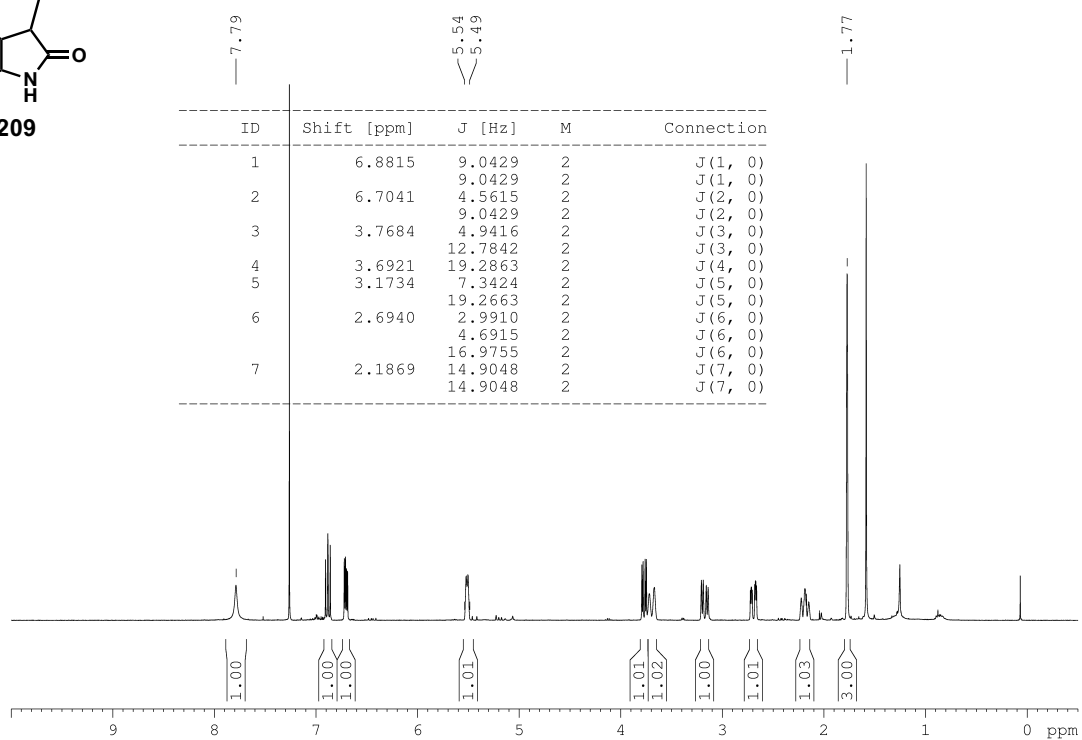 7.79
5.54
5.49
1.77
O
N
H
209
ID Shift [ppm] J [Hz] M Connection
1 6.8815 9.0429 2 J(1, 0)
9.0429 2 J(1, 0)
2 6.7041 4.5615 2 J(2, 0)
9.0429 2 J(2, 0)
3 3.7684 4.9416 2 J(3, 0)
12.7842 2 J(3, 0)
4 3.6921 19.2863 2 J(4, 0)
5 3.1734 7.3424 2 J(5, 0)
19.2663 2 J(5, 0)
6 2.6940 2.9910 2 J(6, 0)
4.6915 2 J(6, 0)
16.9755 2 J(6, 0)
7 2.1869 14.9048 2 J(7, 0)
14.9048 2 J(7, 0)
1.00
1.00
1.00
1.01
1.01
1.02
1.00
1.01
1.03
3.00
9 8 7 6 5 4 3 2 1 0 ppm